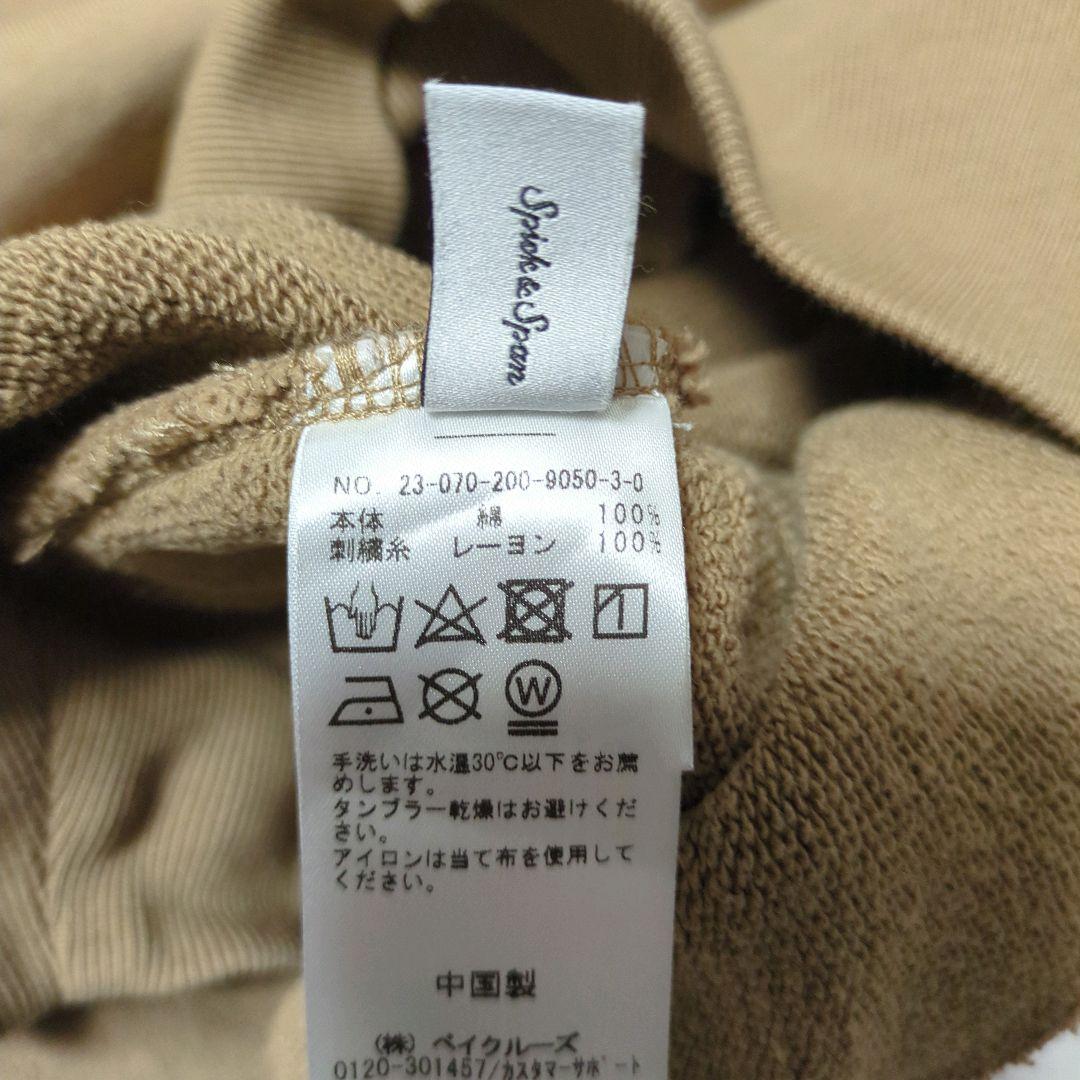 Spick & Span
NO. 23-070-200-9050-3-0
本体 綿 100%
刺繍糸 レーヨン 100%
W
手洗いは水温30℃以下をお薦
めします。
タンブラー乾燥はお避けくだ
さい。
アイロンは当て布を使用して
ください。
中国製
(株) ベイクルーズ
0120-301457/カスタマーサポート